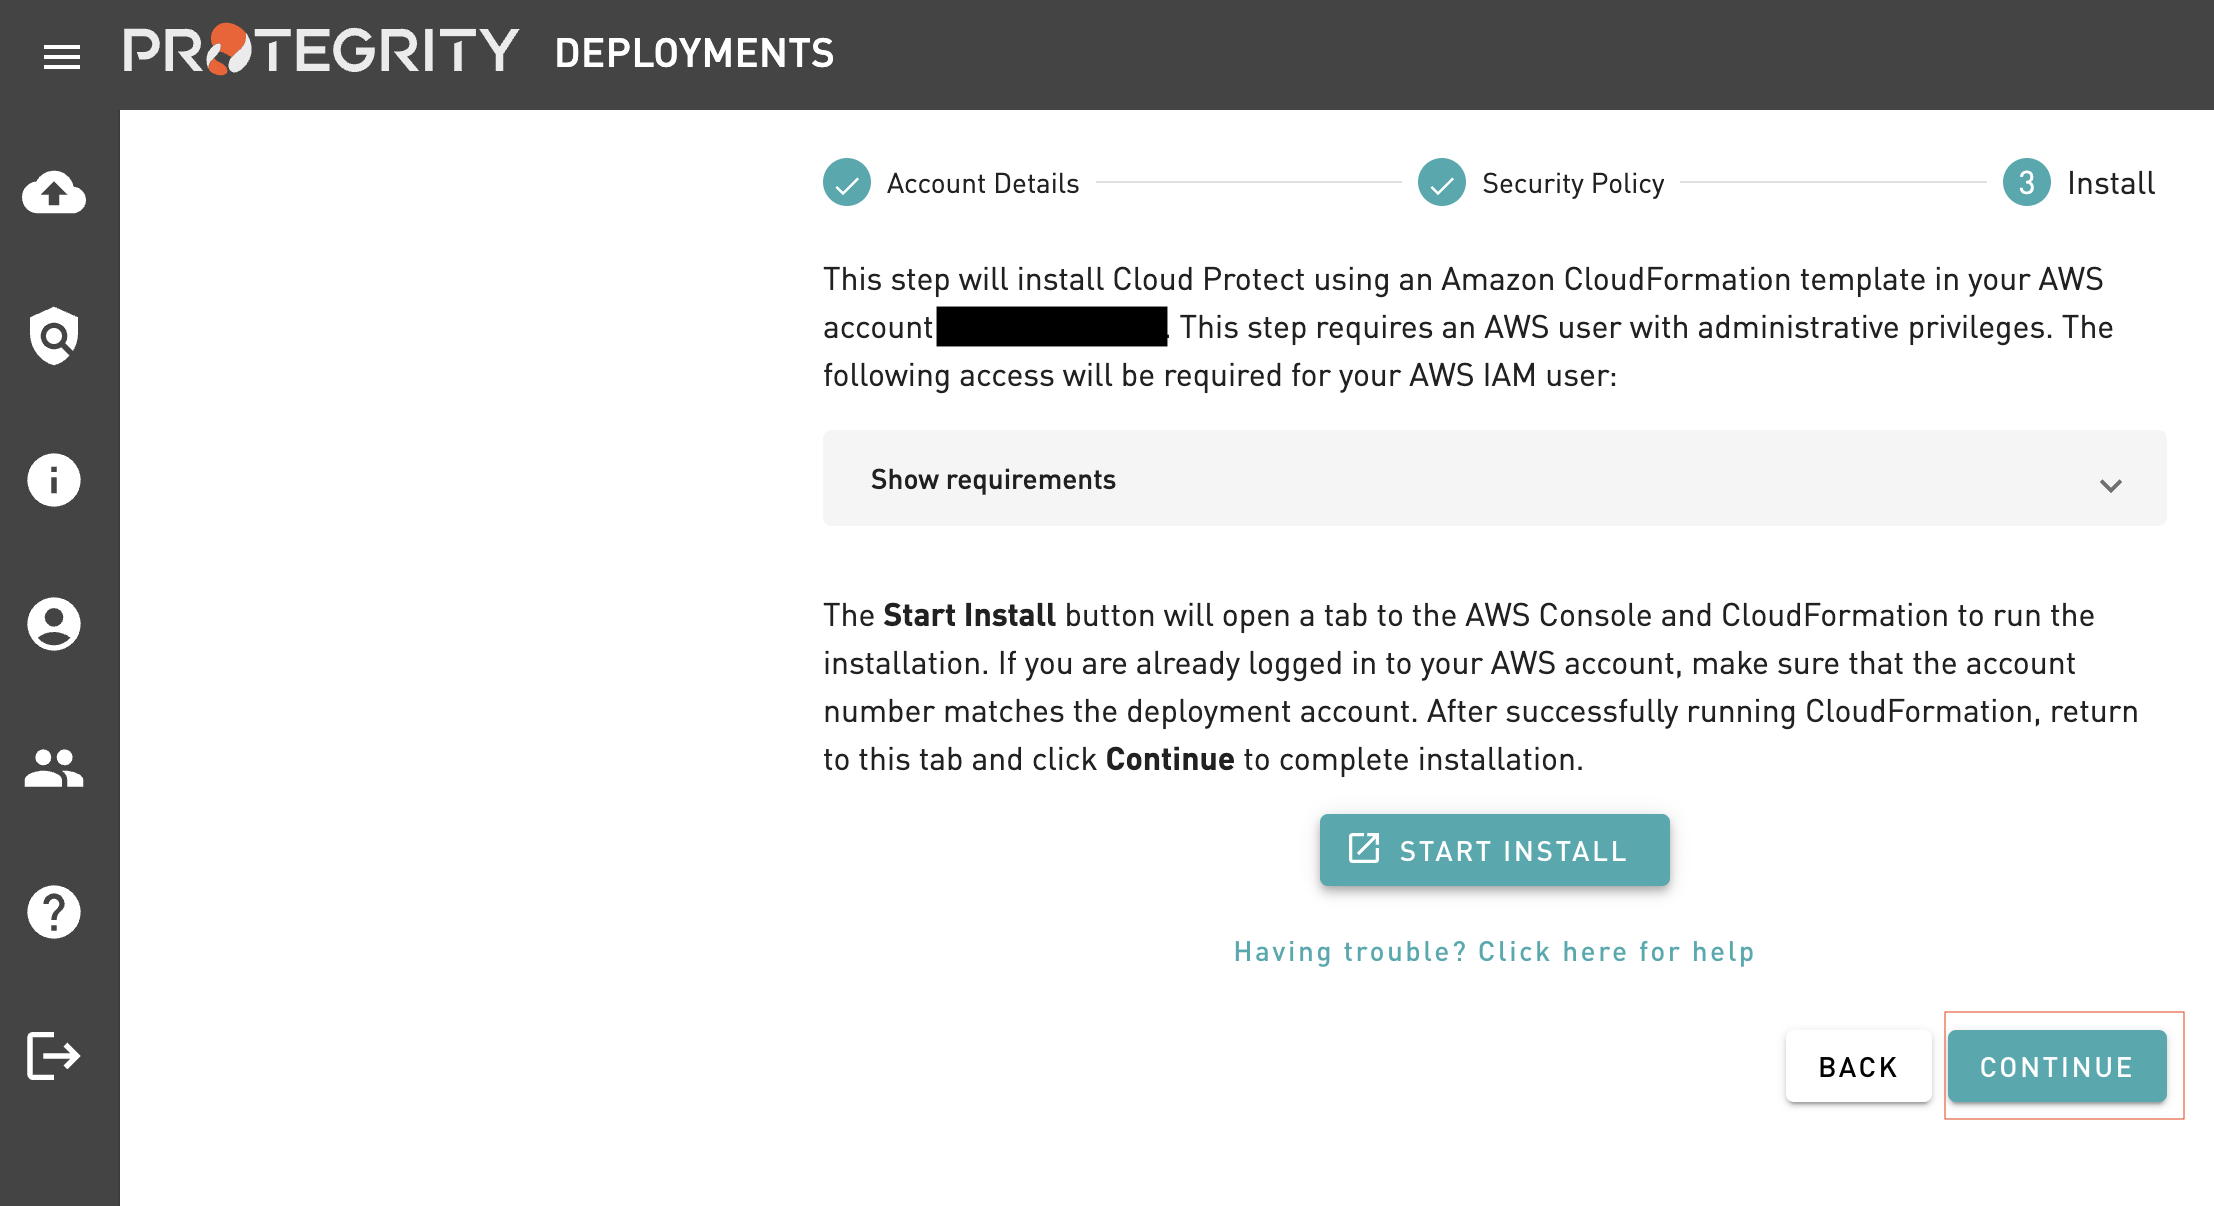 PROTEGRITY DEPLOYMENTS
Account Details
Security Policy
3 Install
This step will install Cloud Protect using an Amazon CloudFormation template in your AWS
account . This step requires an AWS user with administrative privileges. The
following access will be required for your AWS IAM user:
Show requirements
The Start Install button will open a tab to the AWS Console and CloudFormation to run the
installation. If you are already logged in to your AWS account, make sure that the account
number matches the deployment account. After successfully running CloudFormation, return
to this tab and click Continue to complete installation.
START INSTALL
Having trouble? Click here for help
BACK
CONTINUE